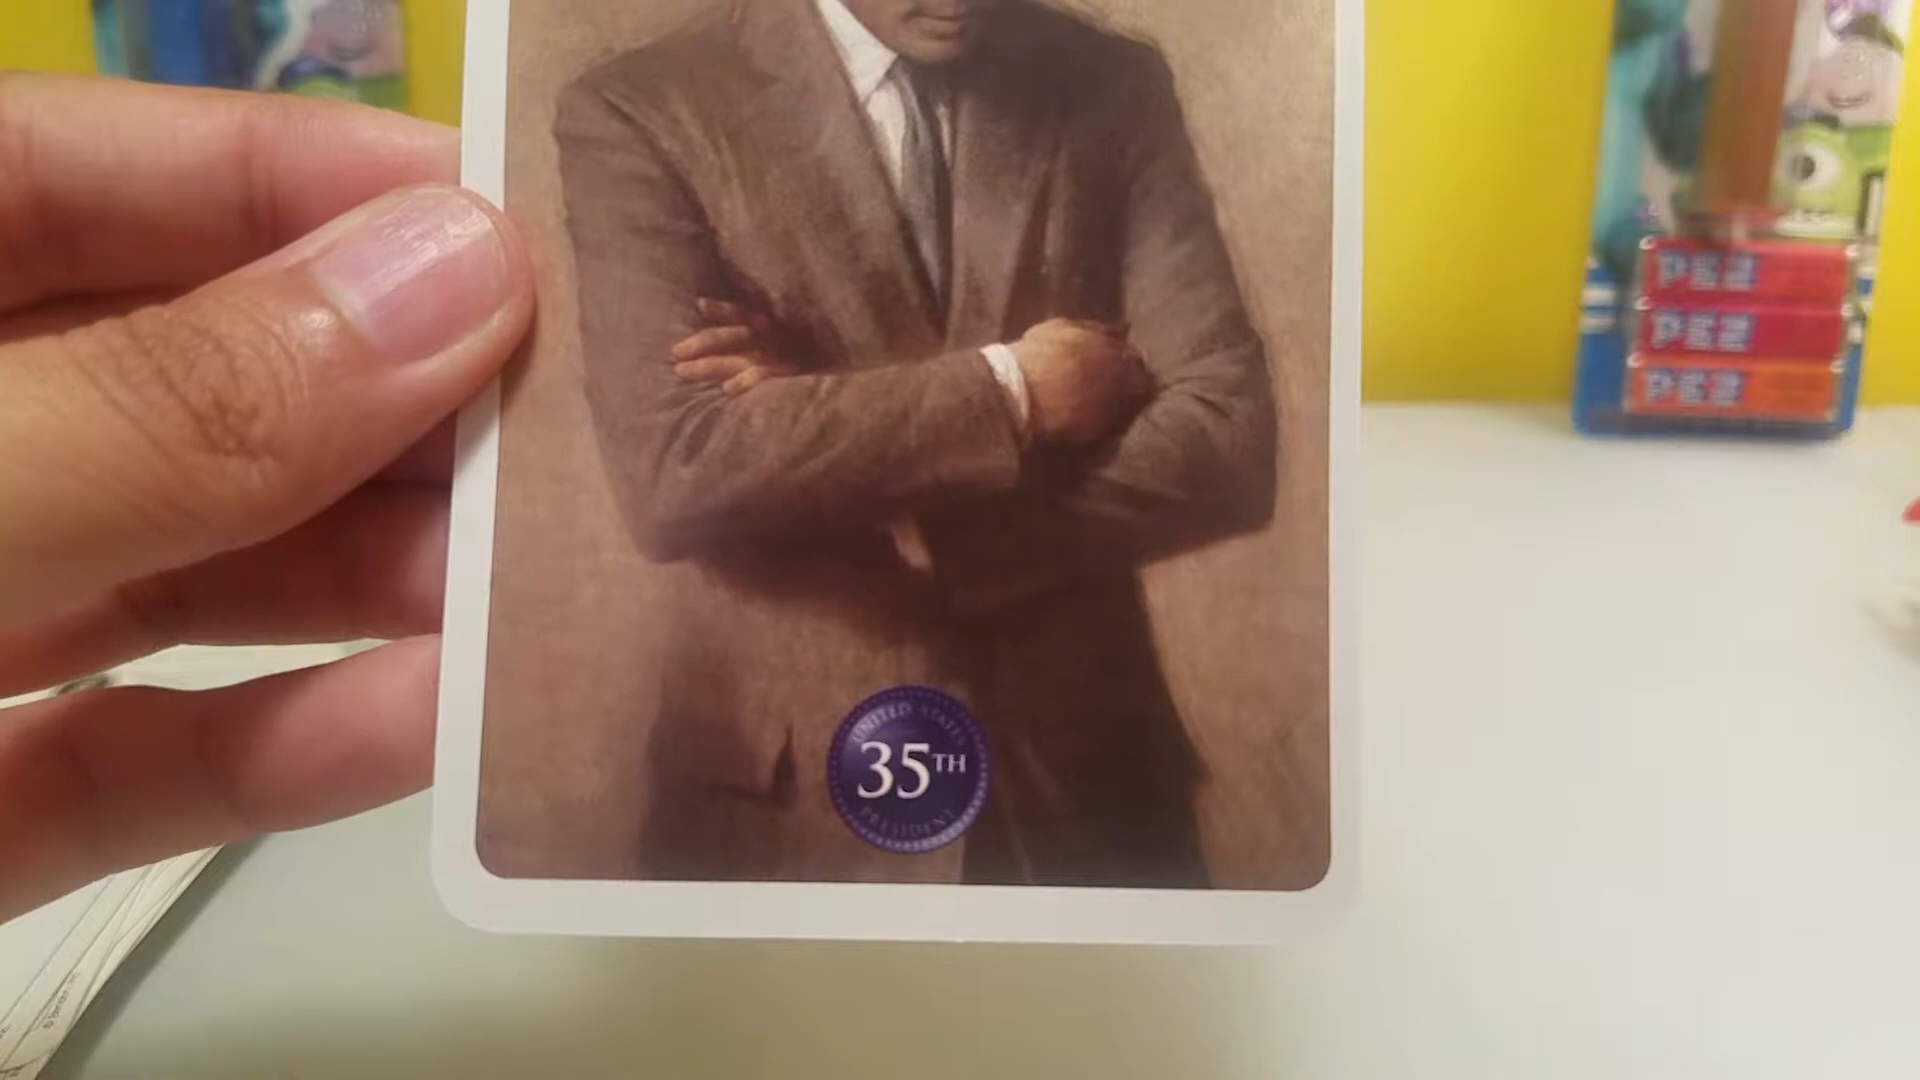 PEZ
PEZ
PEZ
UNITED STATES
35TH
PRESIDENT